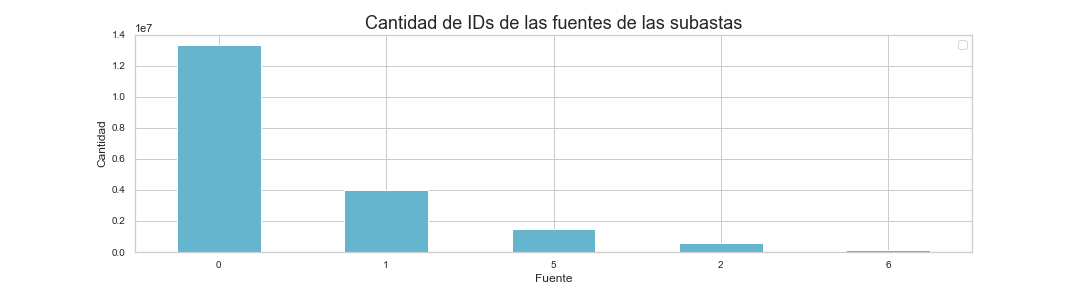 Cantidad de IDs de las fuentes de las subastas
1e7
1.4
1.2
1.0
0.8
0.6
0.4
0.2
0.0
Cantidad
0 1 5 2 6
Fuente